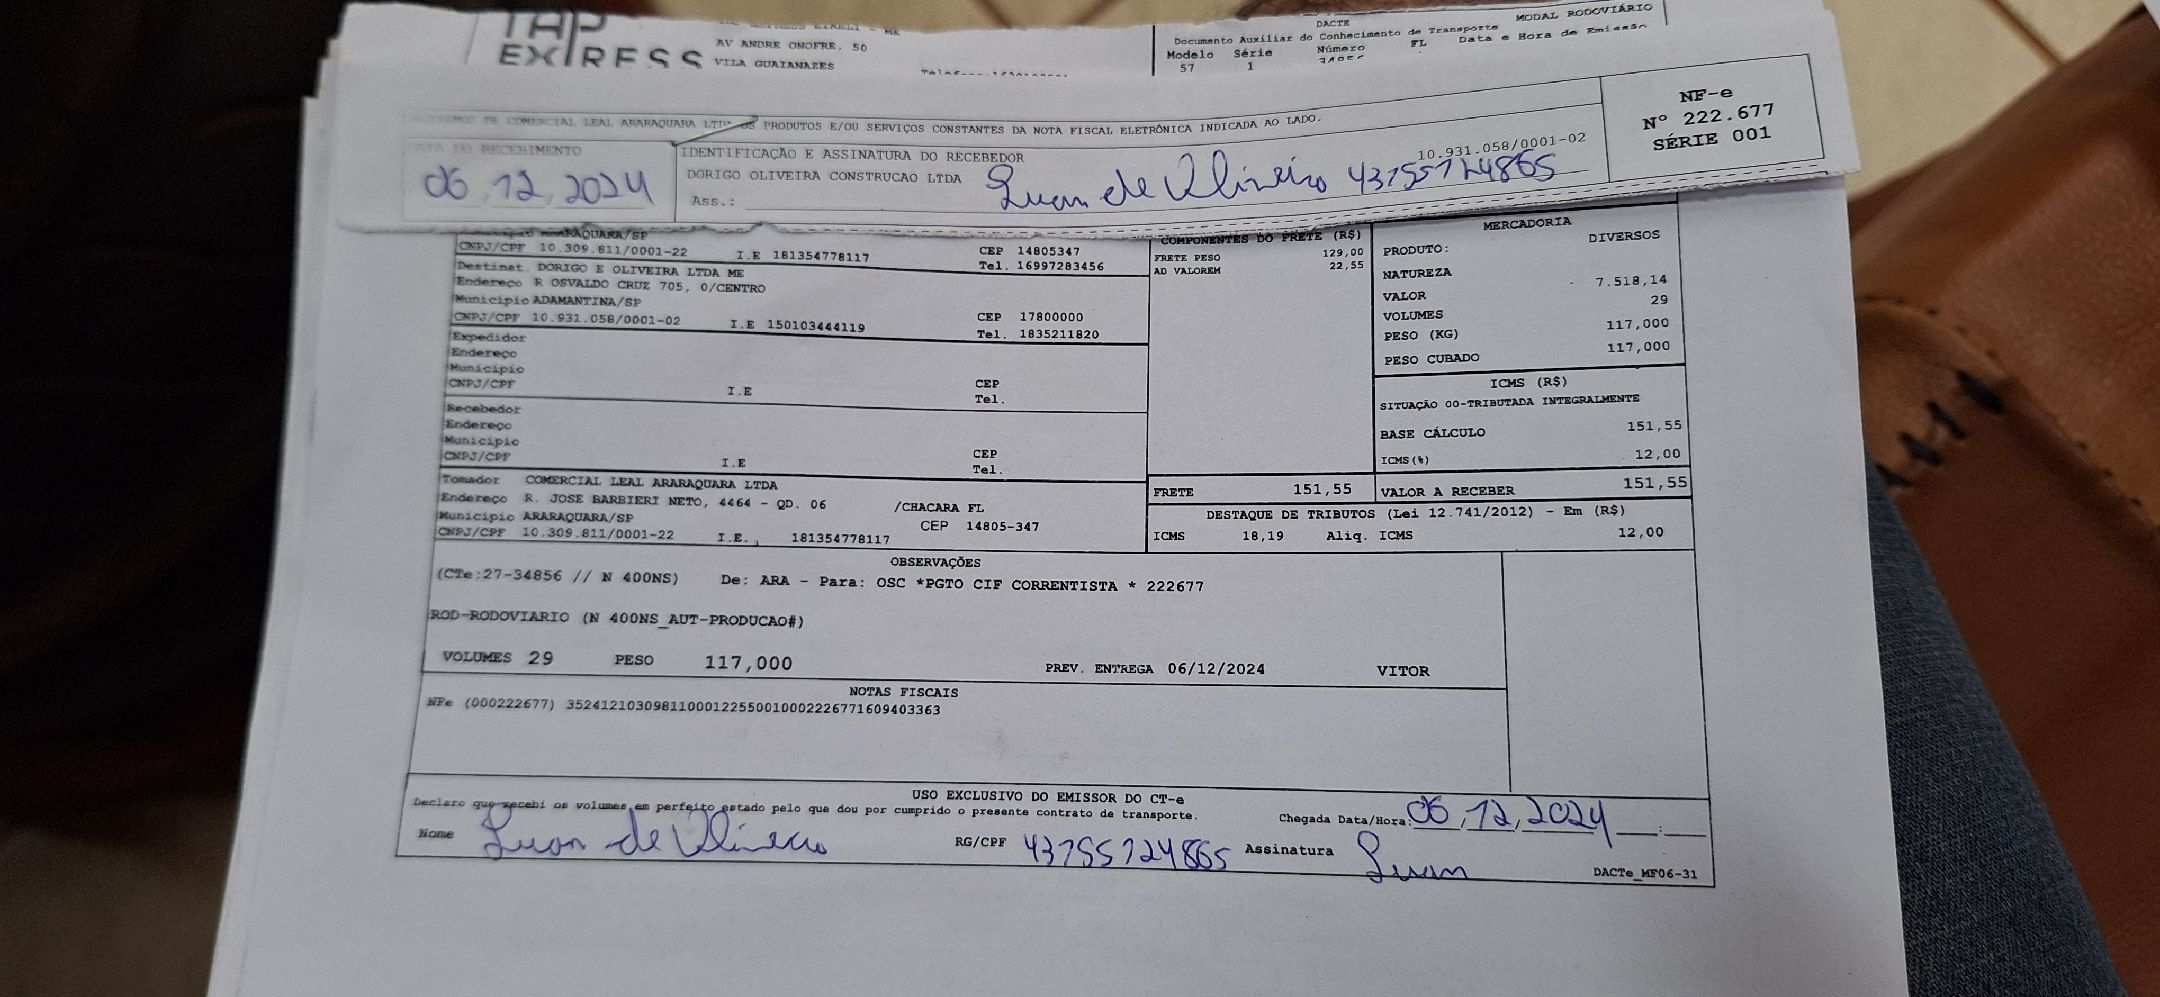 TAP
EXPRESS
AV ANDRE ONOFRE, 50
VILA GUAIANAZES
DACTE
MODAL RODOVIÁRIO
Documento Auxiliar do Conhecimento de Transporte
Modelo Série Número FL Data e Hora de Emissão
57 1
DE COMERCIAL LEAL ARARAQUARA LTDA OS PRODUTOS E/OU SERVIÇOS CONSTANTES DA NOTA FISCAL ELETRÔNICA INDICADA AO LADO.
NF-e
Nº 222.677
SÉRIE 001
DATA DO RECEBIMENTO
06.12.2024
IDENTIFICAÇÃO E ASSINATURA DO RECEBEDOR
10.931.058/0001-02
DORIGO OLIVEIRA CONSTRUCAO LTDA
Ass.: Luan de Oliveira 43755724865
ARARAQUARA/SP
CNPJ/CPF 10.309.811/0001-22 I.E 181354778117 CEP 14805347
Tel. 16997283456
Destinat. DORIGO E OLIVEIRA LTDA ME
Endereço R OSVALDO CRUZ 705, 0/CENTRO
Municipio ADAMANTINA/SP
CNPJ/CPF 10.931.058/0001-02 I.E 150103444119 CEP 17800000
Tel. 1835211820
Expedidor
Endereço
Municipio
CNPJ/CPF I.E CEP
Tel.
Recebedor
Endereço
Municipio
CNPJ/CPF I.E CEP
Tel.
Tomador COMERCIAL LEAL ARARAQUARA LTDA
Endereço R. JOSE BARBIERI NETO, 4464 - QD. 06 /CHACARA FL
Municipio ARARAQUARA/SP CEP 14805-347
CNPJ/CPF 10.309.811/0001-22 I.E. 181354778117
COMPONENTES DO FRETE (R$)
FRETE PESO 129,00
AD VALOREM 22,55
FRETE 151,55
MERCADORIA
PRODUTO: DIVERSOS
NATUREZA
VALOR 7.518,14
VOLUMES 29
PESO (KG) 117,000
PESO CUBADO 117,000
ICMS (R$)
SITUAÇÃO 00-TRIBUTADA INTEGRALMENTE
BASE CÁLCULO 151,55
ICMS(%) 12,00
VALOR A RECEBER 151,55
DESTAQUE DE TRIBUTOS (Lei 12.741/2012) - Em (R$)
ICMS 18,19 Aliq. ICMS 12,00
OBSERVAÇÕES
(CTe:27-34856 // N 400NS) De: ARA - Para: OSC *PGTO CIF CORRENTISTA * 222677
ROD-RODOVIARIO (N 400NS_AUT-PRODUCAO#)
VOLUMES 29 PESO 117,000 PREV. ENTREGA 06/12/2024 VITOR
NOTAS FISCAIS
NFe (000222677) 35241210309811000122550010002226771609403363
USO EXCLUSIVO DO EMISSOR DO CT-e
Declaro que recebi os volumes em perfeito estado pelo que dou por cumprido o presente contrato de transporte.
Chegada Data/Hora: 06.12.2024 __:__
Nome Luan de Oliveira RG/CPF 43755724865 Assinatura Luan
DACTe_MF06-31